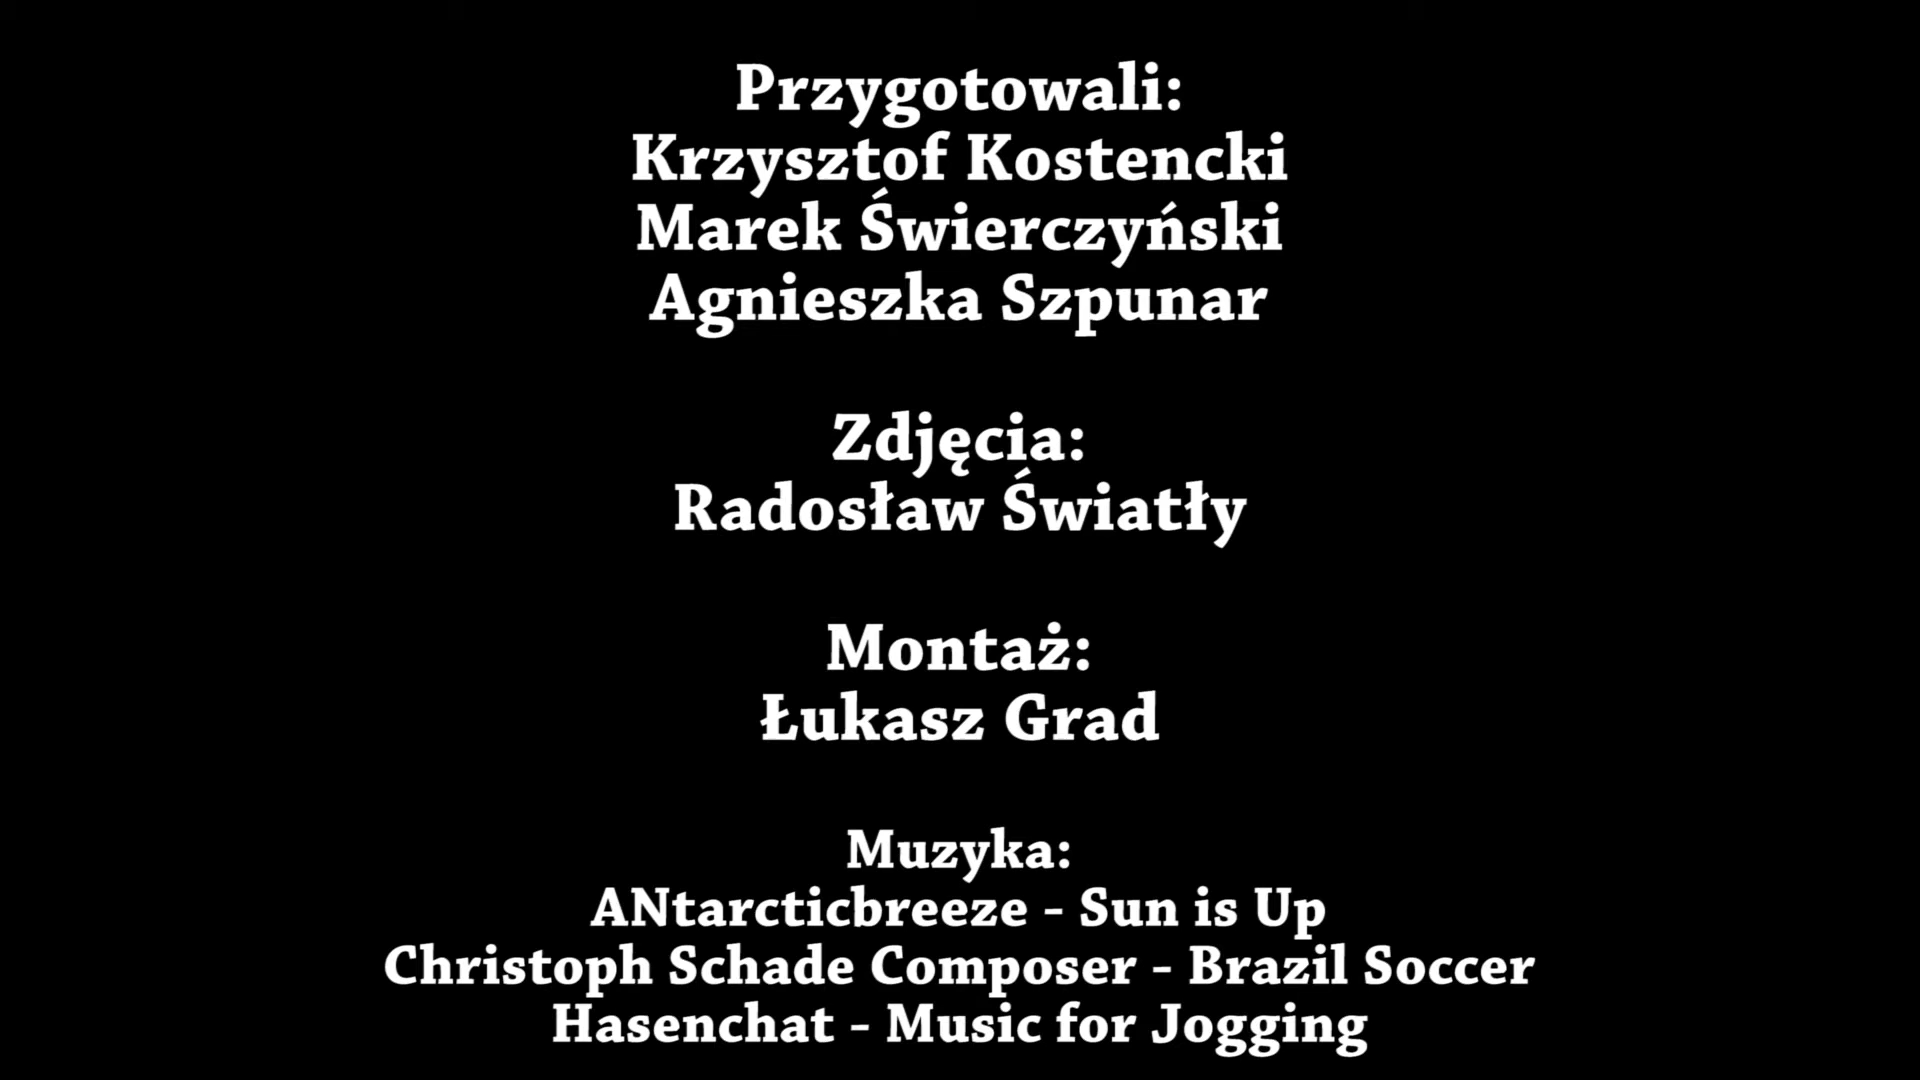 Przygotowali:
Krzysztof Kostencki
Marek Świerczyński
Agnieszka Szpunar
Zdjęcia:
Radosław Światły
Montaż:
Łukasz Grad
Muzyka:
ANtarcticbreeze - Sun is Up
Christoph Schade Composer - Brazil Soccer
Hasenchat - Music for Jogging